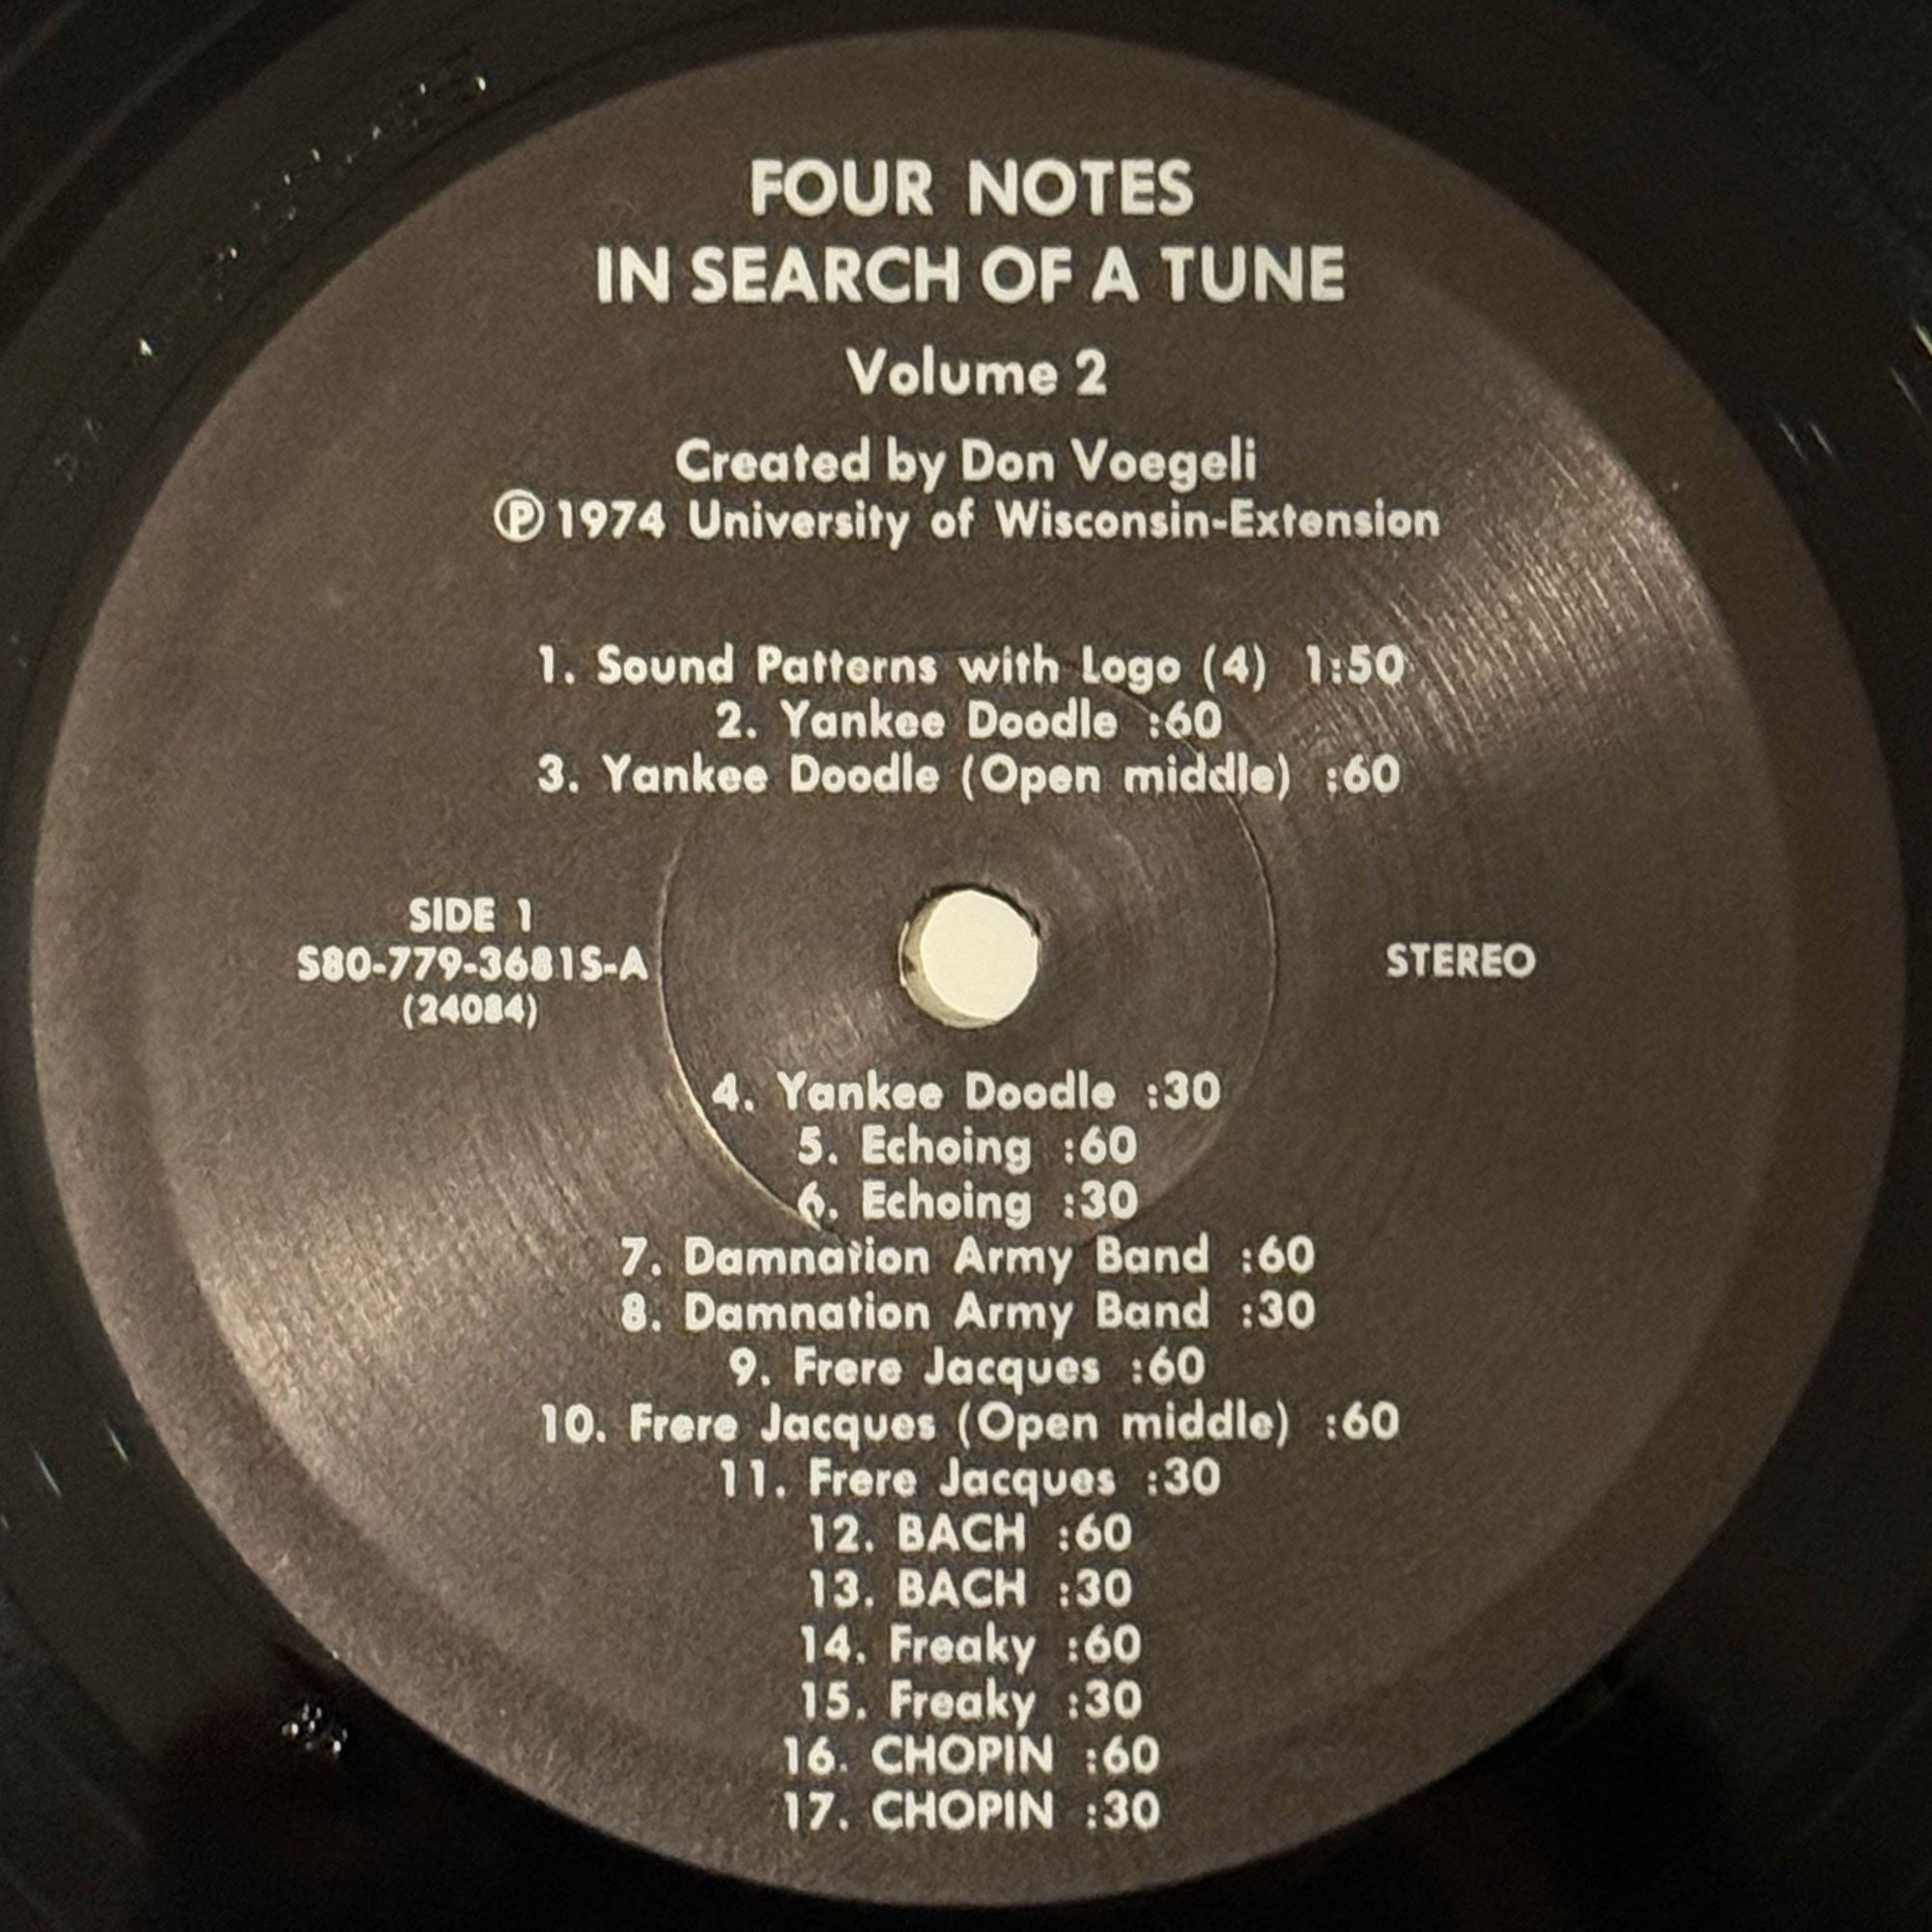 FOUR NOTES
IN SEARCH OF A TUNE
Volume 2
Created by Don Voegeli
℗ 1974 University of Wisconsin-Extension
1. Sound Patterns with Logo (4) 1:50
2. Yankee Doodle :60
3. Yankee Doodle (Open middle) :60
SIDE 1
S80-779-3681S-A
(24084)
STEREO
4. Yankee Doodle :30
5. Echoing :60
6. Echoing :30
7. Damnation Army Band :60
8. Damnation Army Band :30
9. Frere Jacques :60
10. Frere Jacques (Open middle) :60
11. Frere Jacques :30
12. BACH :60
13. BACH :30
14. Freaky :60
15. Freaky :30
16. CHOPIN :60
17. CHOPIN :30